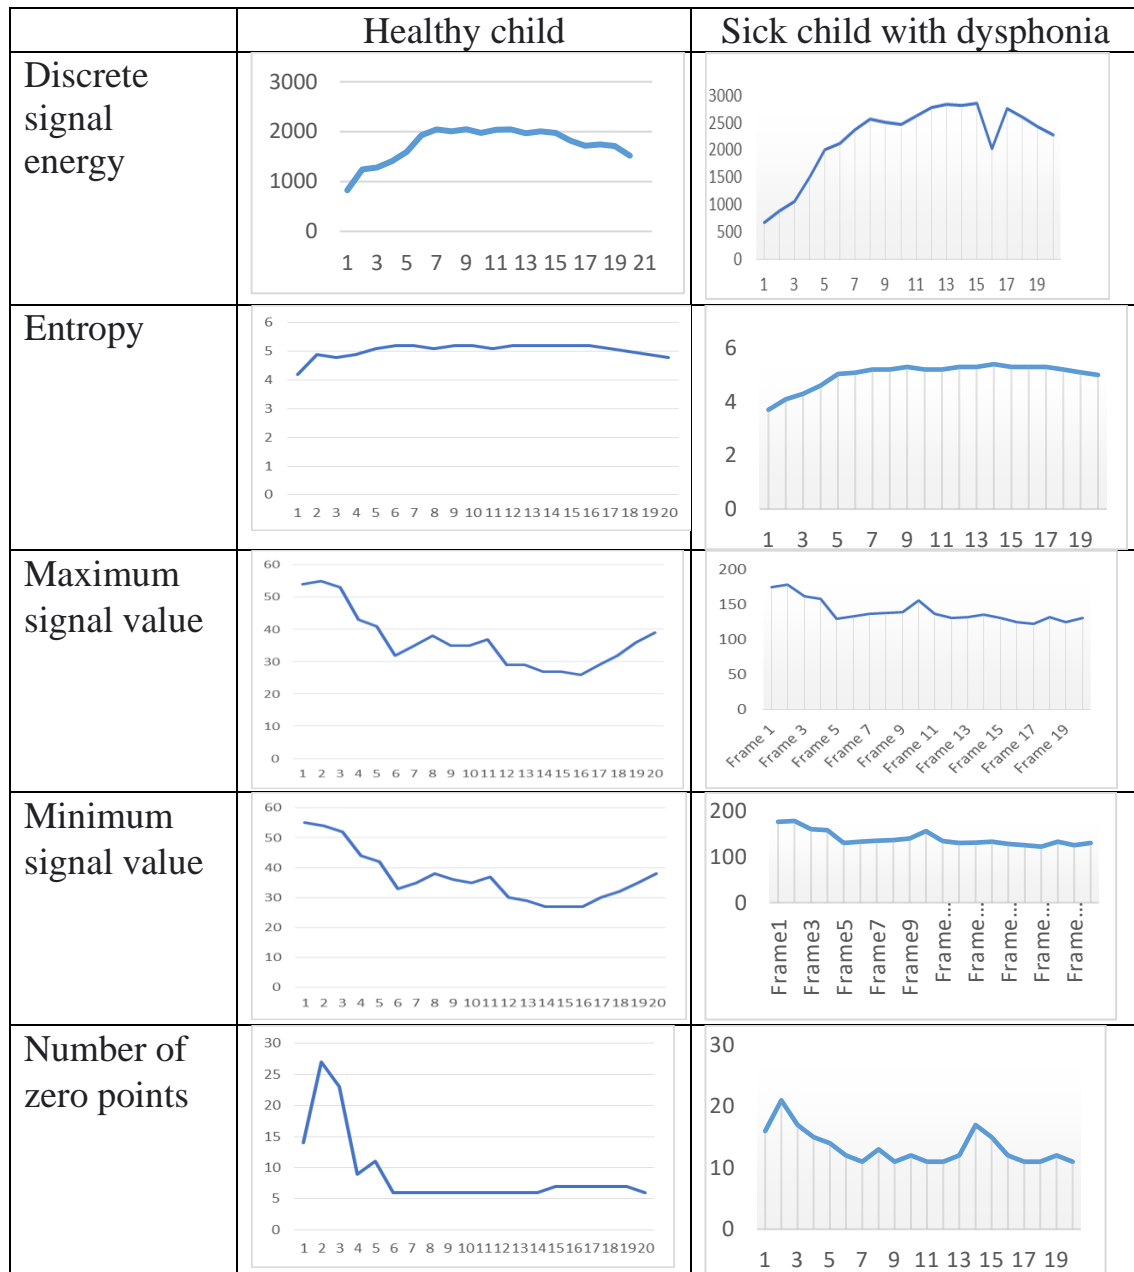 Healthy child
Sick child with dysphonia
Discrete
signal
energy
3000
2000
1000
0
1 3 5 7 9 11 13 15 17 19 21
3000
2500
2000
1500
1000
500
0
1 3 5 7 9 11 13 15 17 19
Entropy
6
5
4
3
2
1
0
1 2 3 4 5 6 7 8 9 10 11 12 13 14 15 16 17 18 19 20
6
4
2
0
1 3 5 7 9 11 13 15 17 19
Maximum
signal value
60
50
40
30
20
10
0
1 2 3 4 5 6 7 8 9 10 11 12 13 14 15 16 17 18 19 20
200
150
100
50
0
Frame 1 Frame 3 Frame 5 Frame 7 Frame 9 Frame 11 Frame 13 Frame 15 Frame 17 Frame 19
Minimum
signal value
60
50
40
30
20
10
0
1 2 3 4 5 6 7 8 9 10 11 12 13 14 15 16 17 18 19 20
200
100
0
Frame1 Frame3 Frame5 Frame7 Frame9 Frame... Frame... Frame... Frame... Frame...
Number of
zero points
30
25
20
15
10
5
0
1 2 3 4 5 6 7 8 9 10 11 12 13 14 15 16 17 18 19 20
30
20
10
0
1 3 5 7 9 11 13 15 17 19